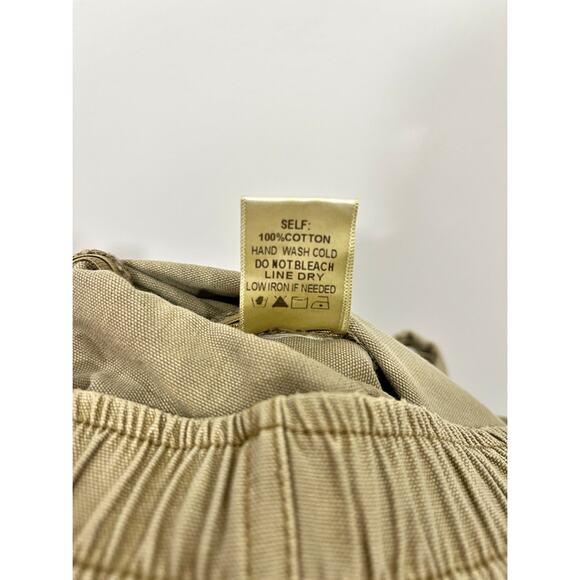 SELF:
100%COTTON
HAND WASH COLD
DO NOT BLEACH
LINE DRY
LOW IRON IF NEEDED